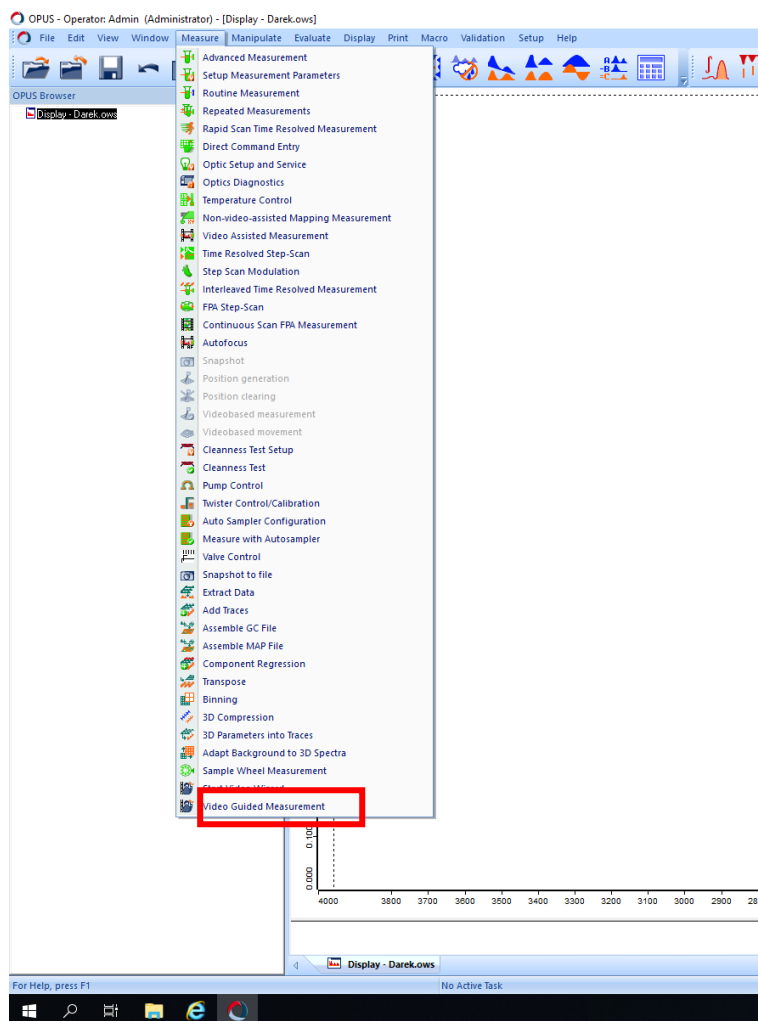 OPUS - Operator: Admin (Administrator) - [Display - Darek.ows]
File Edit View Window Measure Manipulate Evaluate Display Print Macro Validation Setup Help
OPUS Browser
Display - Darek.ows
Advanced Measurement
Setup Measurement Parameters
Routine Measurement
Repeated Measurements
Rapid Scan Time Resolved Measurement
Direct Command Entry
Optic Setup and Service
Optics Diagnostics
Temperature Control
Non-video-assisted Mapping Measurement
Video Assisted Measurement
Time Resolved Step-Scan
Step Scan Modulation
Interleaved Time Resolved Measurement
FPA Step-Scan
Continuous Scan FPA Measurement
Autofocus
Snapshot
Position generation
Position clearing
Videobased measurement
Videobased movement
Cleanness Test Setup
Cleanness Test
Pump Control
Twister Control/Calibration
Auto Sampler Configuration
Measure with Autosampler
Valve Control
Snapshot to file
Extract Data
Add Traces
Assemble GC File
Assemble MAP File
Component Regression
Transpose
Binning
3D Compression
3D Parameters into Traces
Adapt Background to 3D Spectra
Sample Wheel Measurement
Start Video Wizard
Video Guided Measurement
0.100
0.000
4000 3800 3700 3600 3500 3400 3300 3200 3100 3000 2900 28
Display - Darek.ows
For Help, press F1 No Active Task